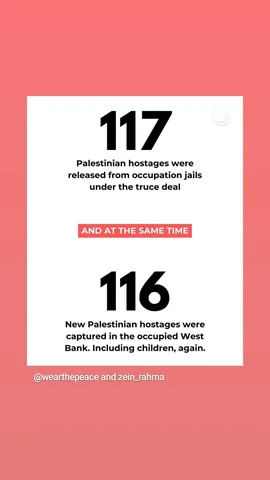 117
Palestinian hostages were
released from occupation jails
under the truce deal
AND AT THE SAME TIME
116
New Palestinian hostages were
captured in the occupied West
Bank. Including children, again.
@wearthepeace and zein_rahma